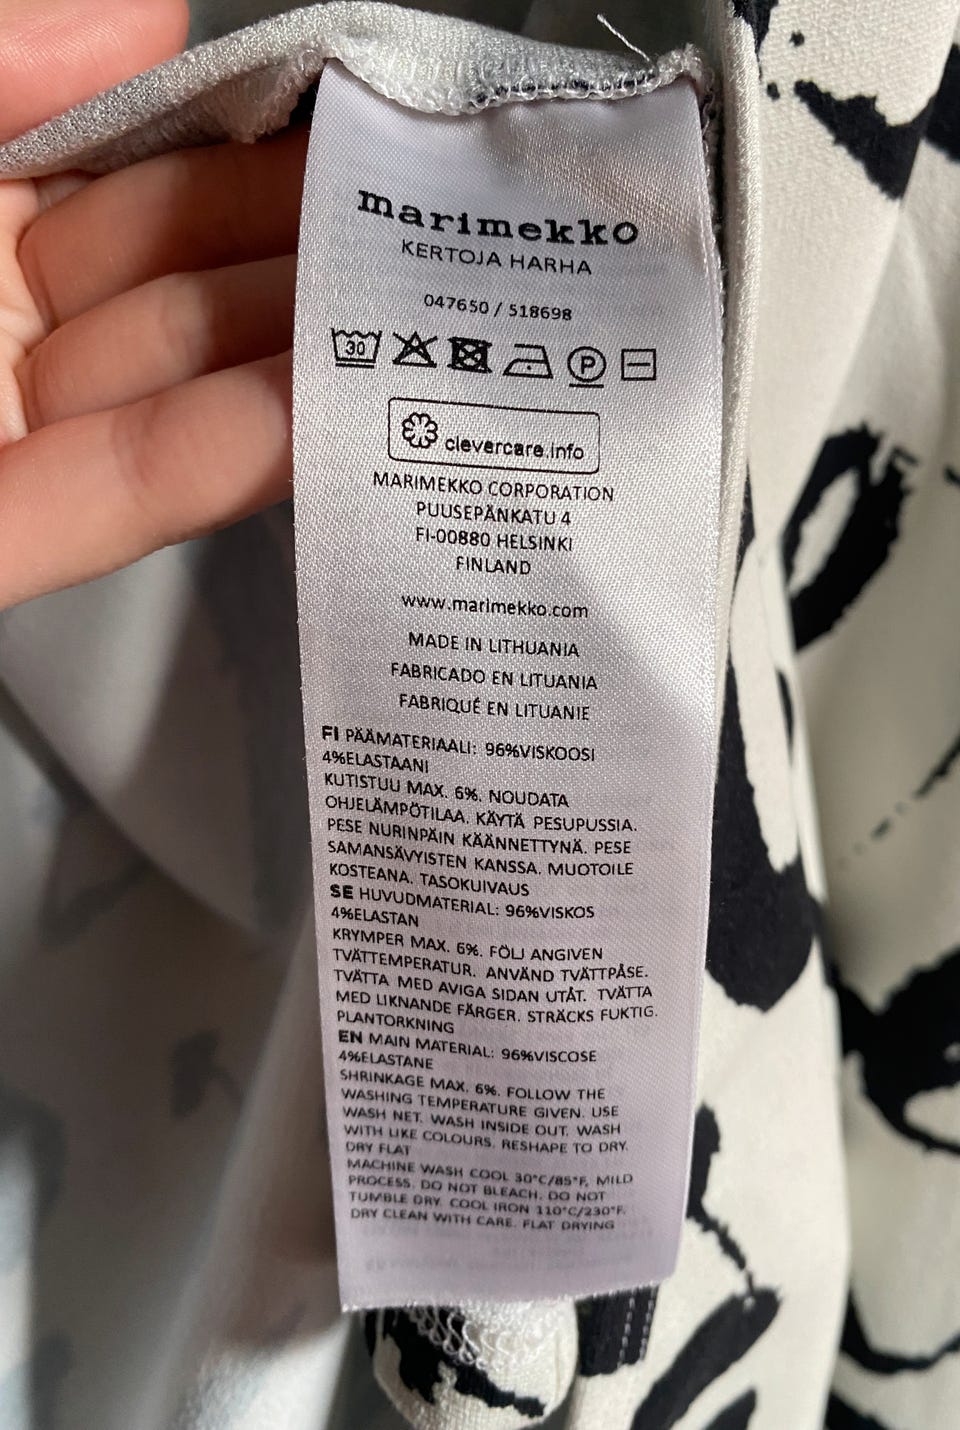 marimekko
KERTOJA HARHA
047650 / 518698
30 P
clevercare.info
MARIMEKKO CORPORATION
PUUSEPÄNKATU 4
FI-00880 HELSINKI
FINLAND
www.marimekko.com
MADE IN LITHUANIA
FABRICADO EN LITUANIA
FABRIQUÉ EN LITUANIE
FI PÄÄMATERIAALI: 96%VISKOOSI
4%ELASTAANI
KUTISTUU MAX. 6%. NOUDATA
OHJELÄMPÖTILAA. KÄYTÄ PESUPUSSIA.
PESE NURINPÄIN KÄÄNNETTYNÄ. PESE
SAMANSÄVYISTEN KANSSA. MUOTOILE
KOSTEANA. TASOKUIVAUS
SE HUVUDMATERIAL: 96%VISKOS
4%ELASTAN
KRYMPER MAX. 6%. FÖLJ ANGIVEN
TVÄTTEMPERATUR. ANVÄND TVÄTTPÅSE.
TVÄTTA MED AVIGA SIDAN UTÅT. TVÄTTA
MED LIKNANDE FÄRGER. STRÄCKS FUKTIG.
PLANTORKNING
EN MAIN MATERIAL: 96%VISCOSE
4%ELASTANE
SHRINKAGE MAX. 6%. FOLLOW THE
WASHING TEMPERATURE GIVEN. USE
WASH NET. WASH INSIDE OUT. WASH
WITH LIKE COLOURS. RESHAPE TO DRY.
DRY FLAT
MACHINE WASH COOL 30°C/85°F, MILD
PROCESS. DO NOT BLEACH. DO NOT
TUMBLE DRY. COOL IRON 110°C/230°F.
DRY CLEAN WITH CARE. FLAT DRYING